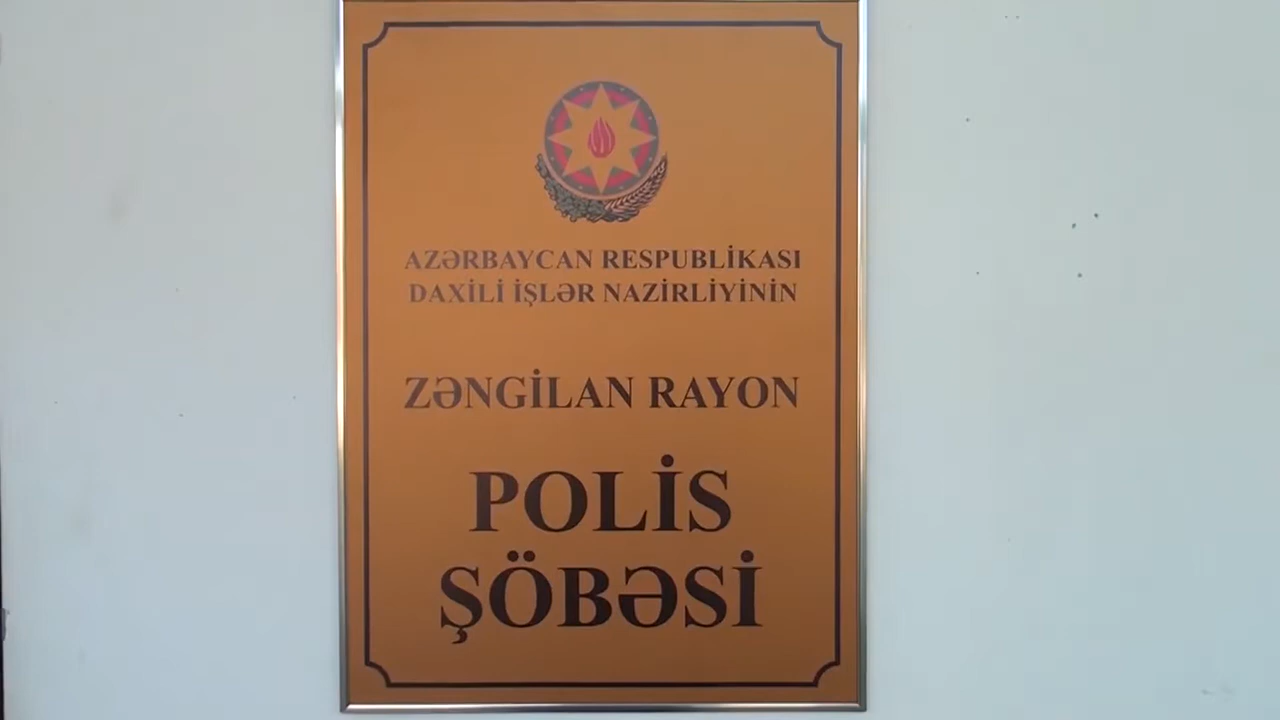 AZƏRBAYCAN RESPUBLİKASI
DAXİLİ İŞLƏR NAZİRLİYİNİN
ZƏNGİLAN RAYON
POLİS
ŞÖBƏSİ